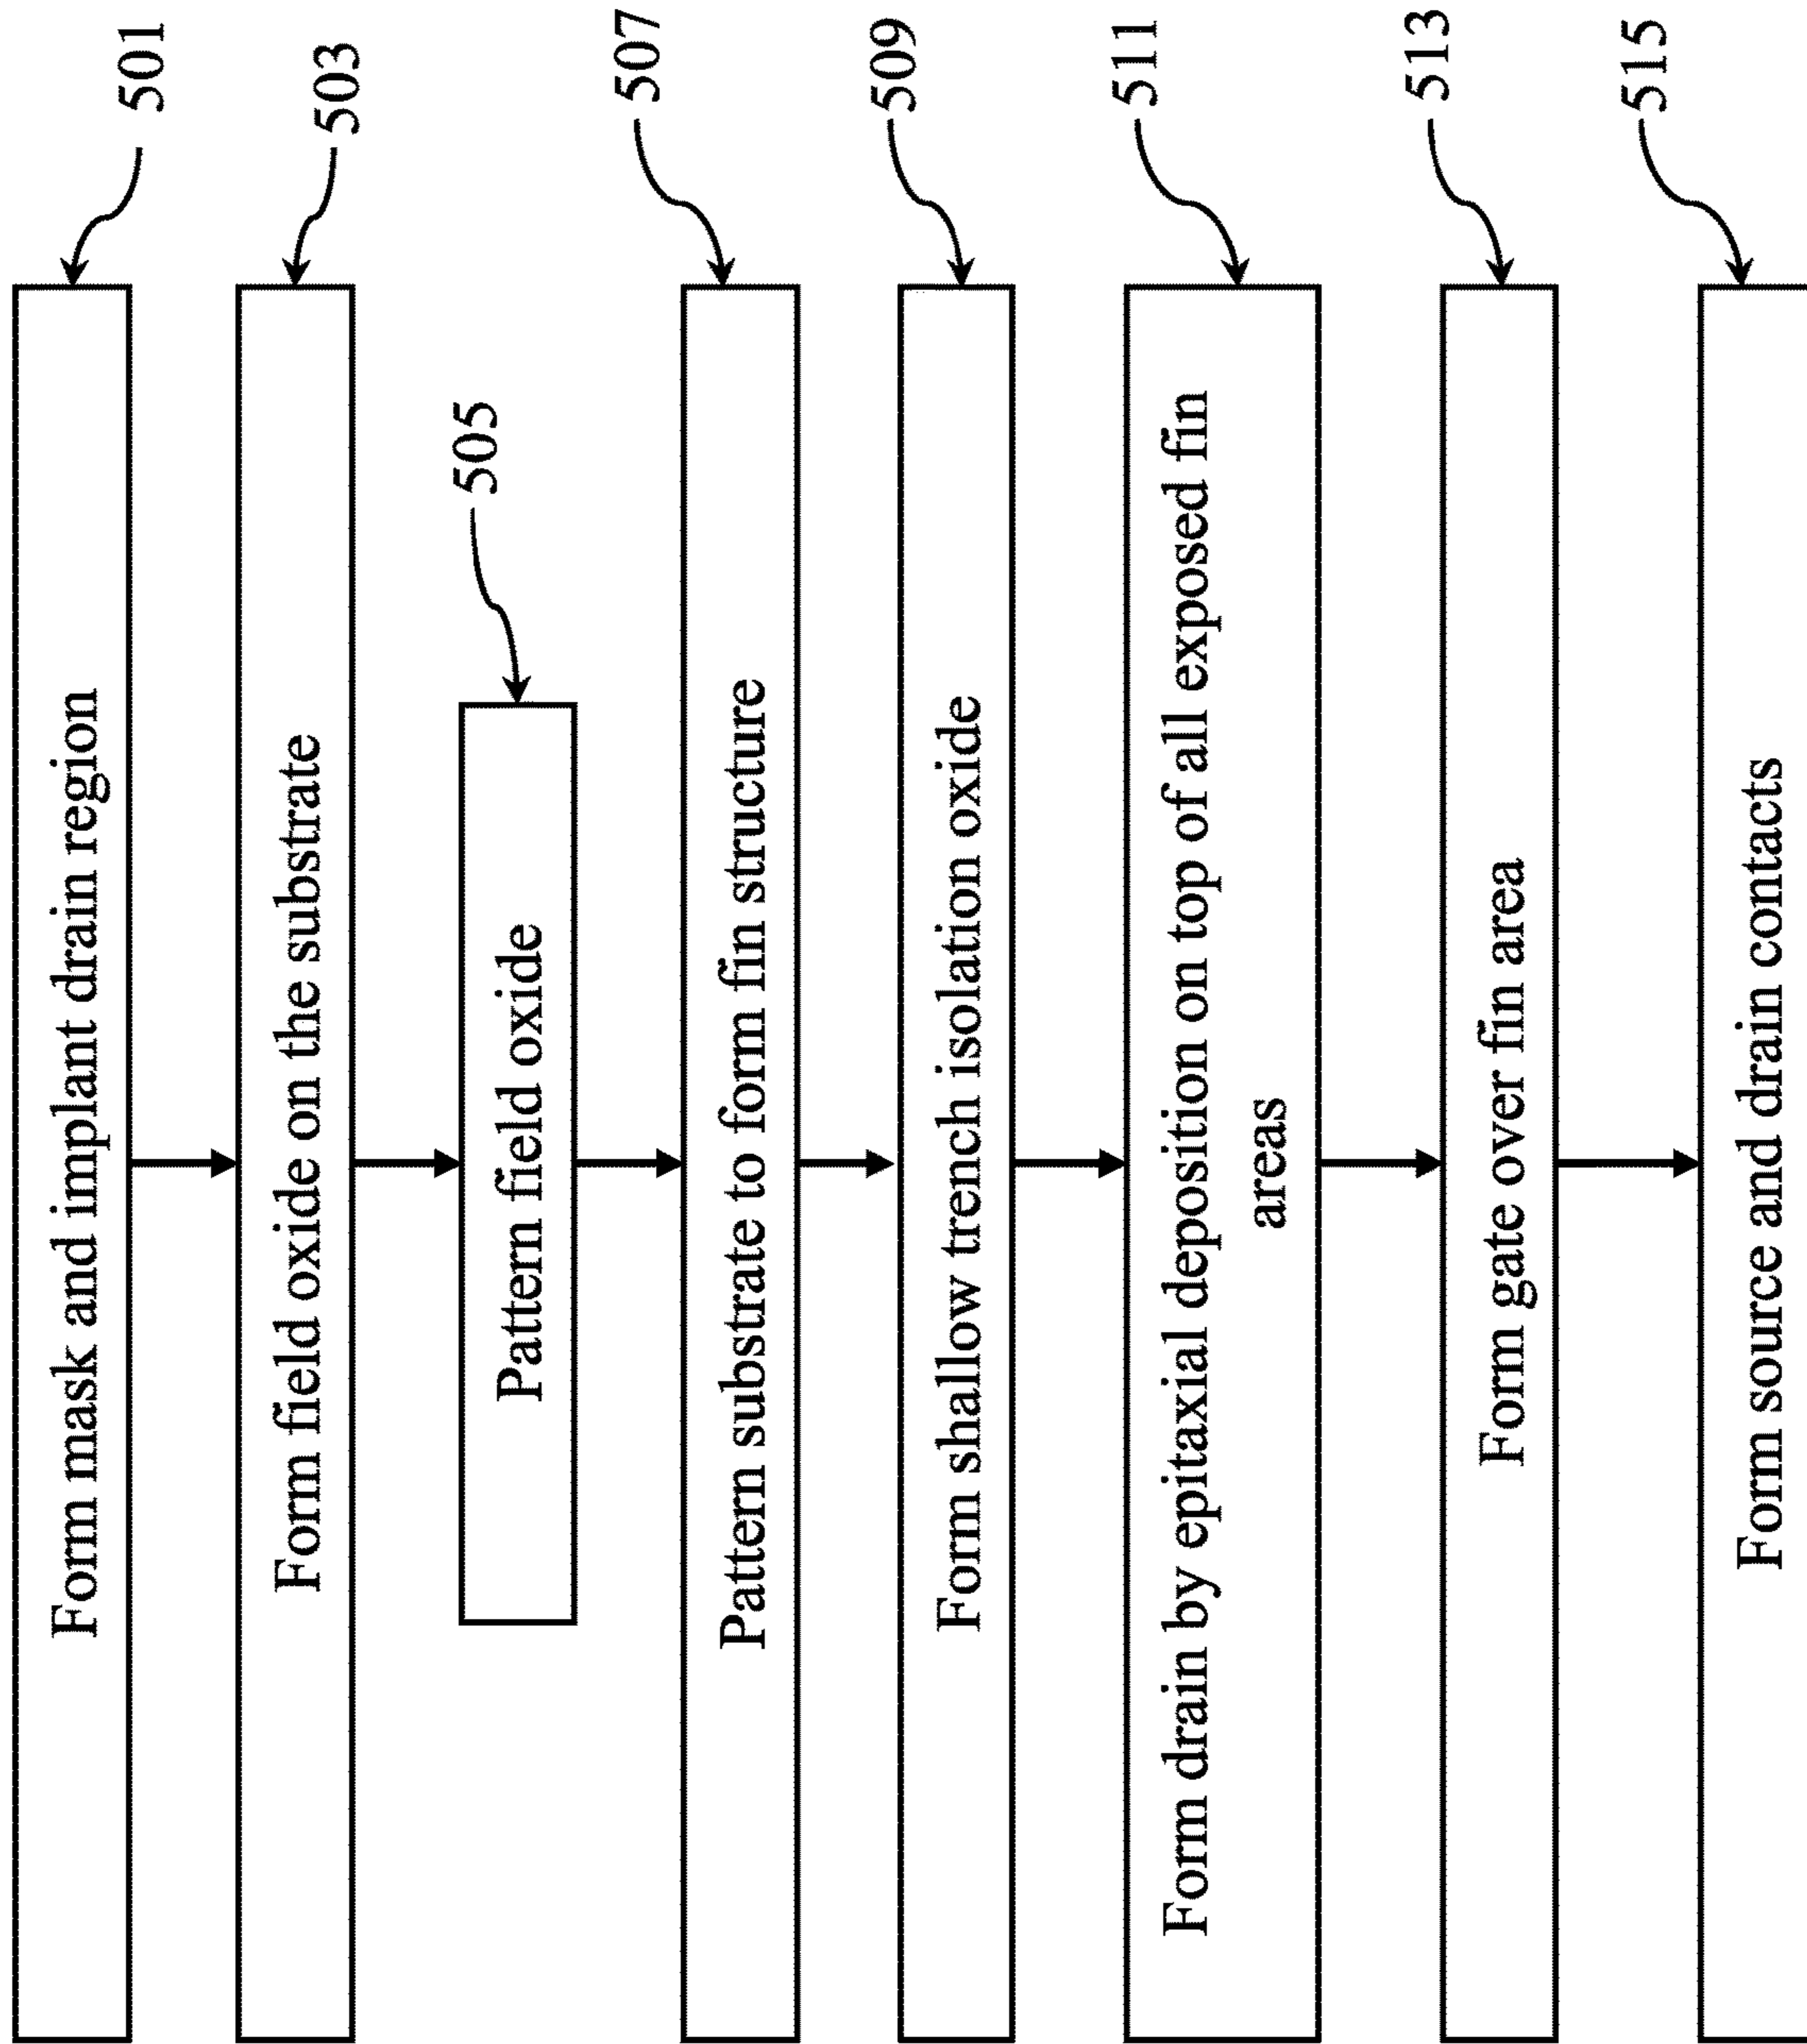 Form mask and implant drain region
501
Form field oxide on the substrate
503
Pattern field oxide
505
Pattern substrate to form fin structure
507
Form shallow trench isolation oxide
509
Form drain by epitaxial deposition on top of all exposed fin
areas
511
Form gate over fin area
513
Form source and drain contacts
515